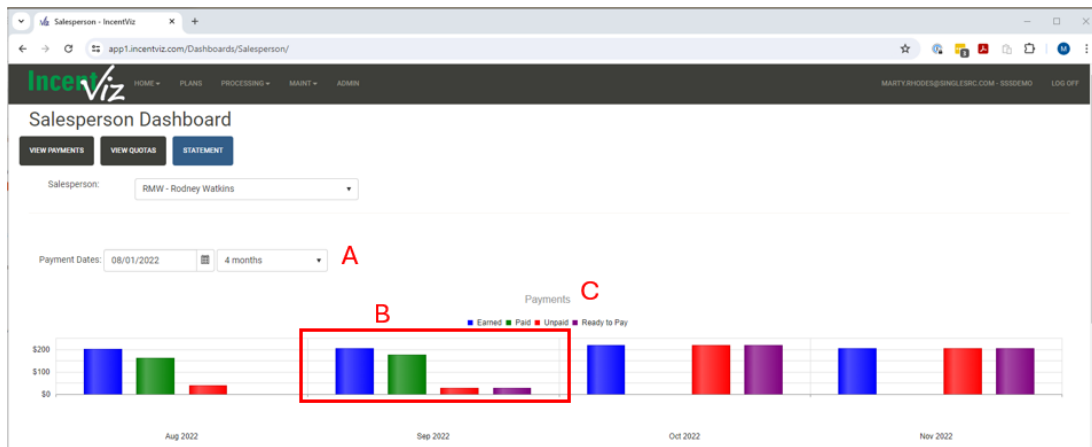 Salesperson - IncentViz
app1.incentviz.com/Dashboards/Salesperson/
M
IncentViz HOME PLANS PROCESSING MAINT ADMIN MARTY.RHODES@SINGLESRC.COM - SSSDEMO LOG OFF
Salesperson Dashboard
VIEW PAYMENTS VIEW QUOTAS STATEMENT
Salesperson: RMW - Rodney Watkins
Payment Dates: 08/01/2022 4 months A
Payments C
B
Earned Paid Unpaid Ready to Pay
$200
$100
$0
Aug 2022 Sep 2022 Oct 2022 Nov 2022